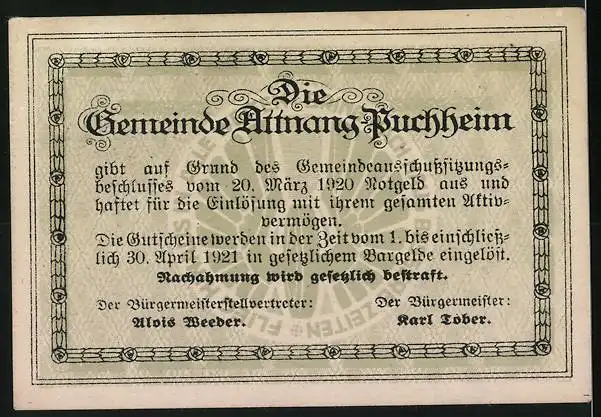 Die
Gemeinde Attnang-Puchheim
gibt auf Grund des Gemeindeausschußsitzungs-
beschlusses vom 20. März 1920 Notgeld aus und
haftet für die Einlösung mit ihrem gesamten Aktiv-
vermögen.
Die Gutscheine werden in der Zeit vom 1. bis einschließ-
lich 30. April 1921 in gesetzlichem Bargelde eingelöst.
Nachahmung wird gesetzlich bestraft.
Der Bürgermeisterstellvertreter: Der Bürgermeister:
Alois Weeder. Karl Tober.
ZEITEN